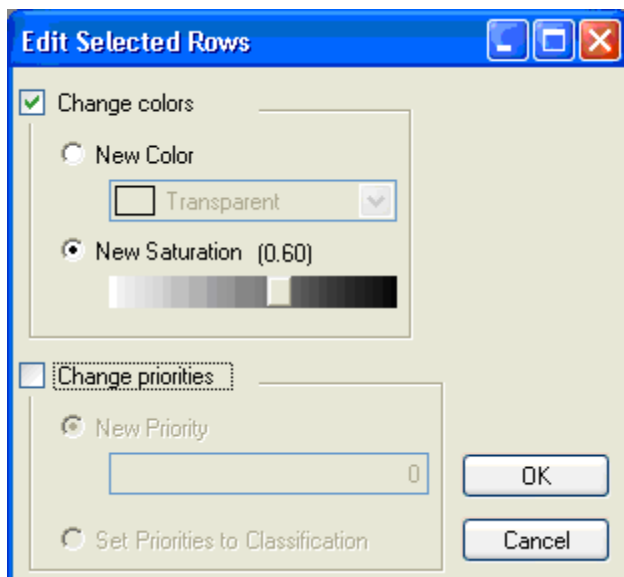 Edit Selected Rows
Change colors
New Color
Transparent
New Saturation (0.60)
Change priorities
New Priority
0
OK
Set Priorities to Classification
Cancel